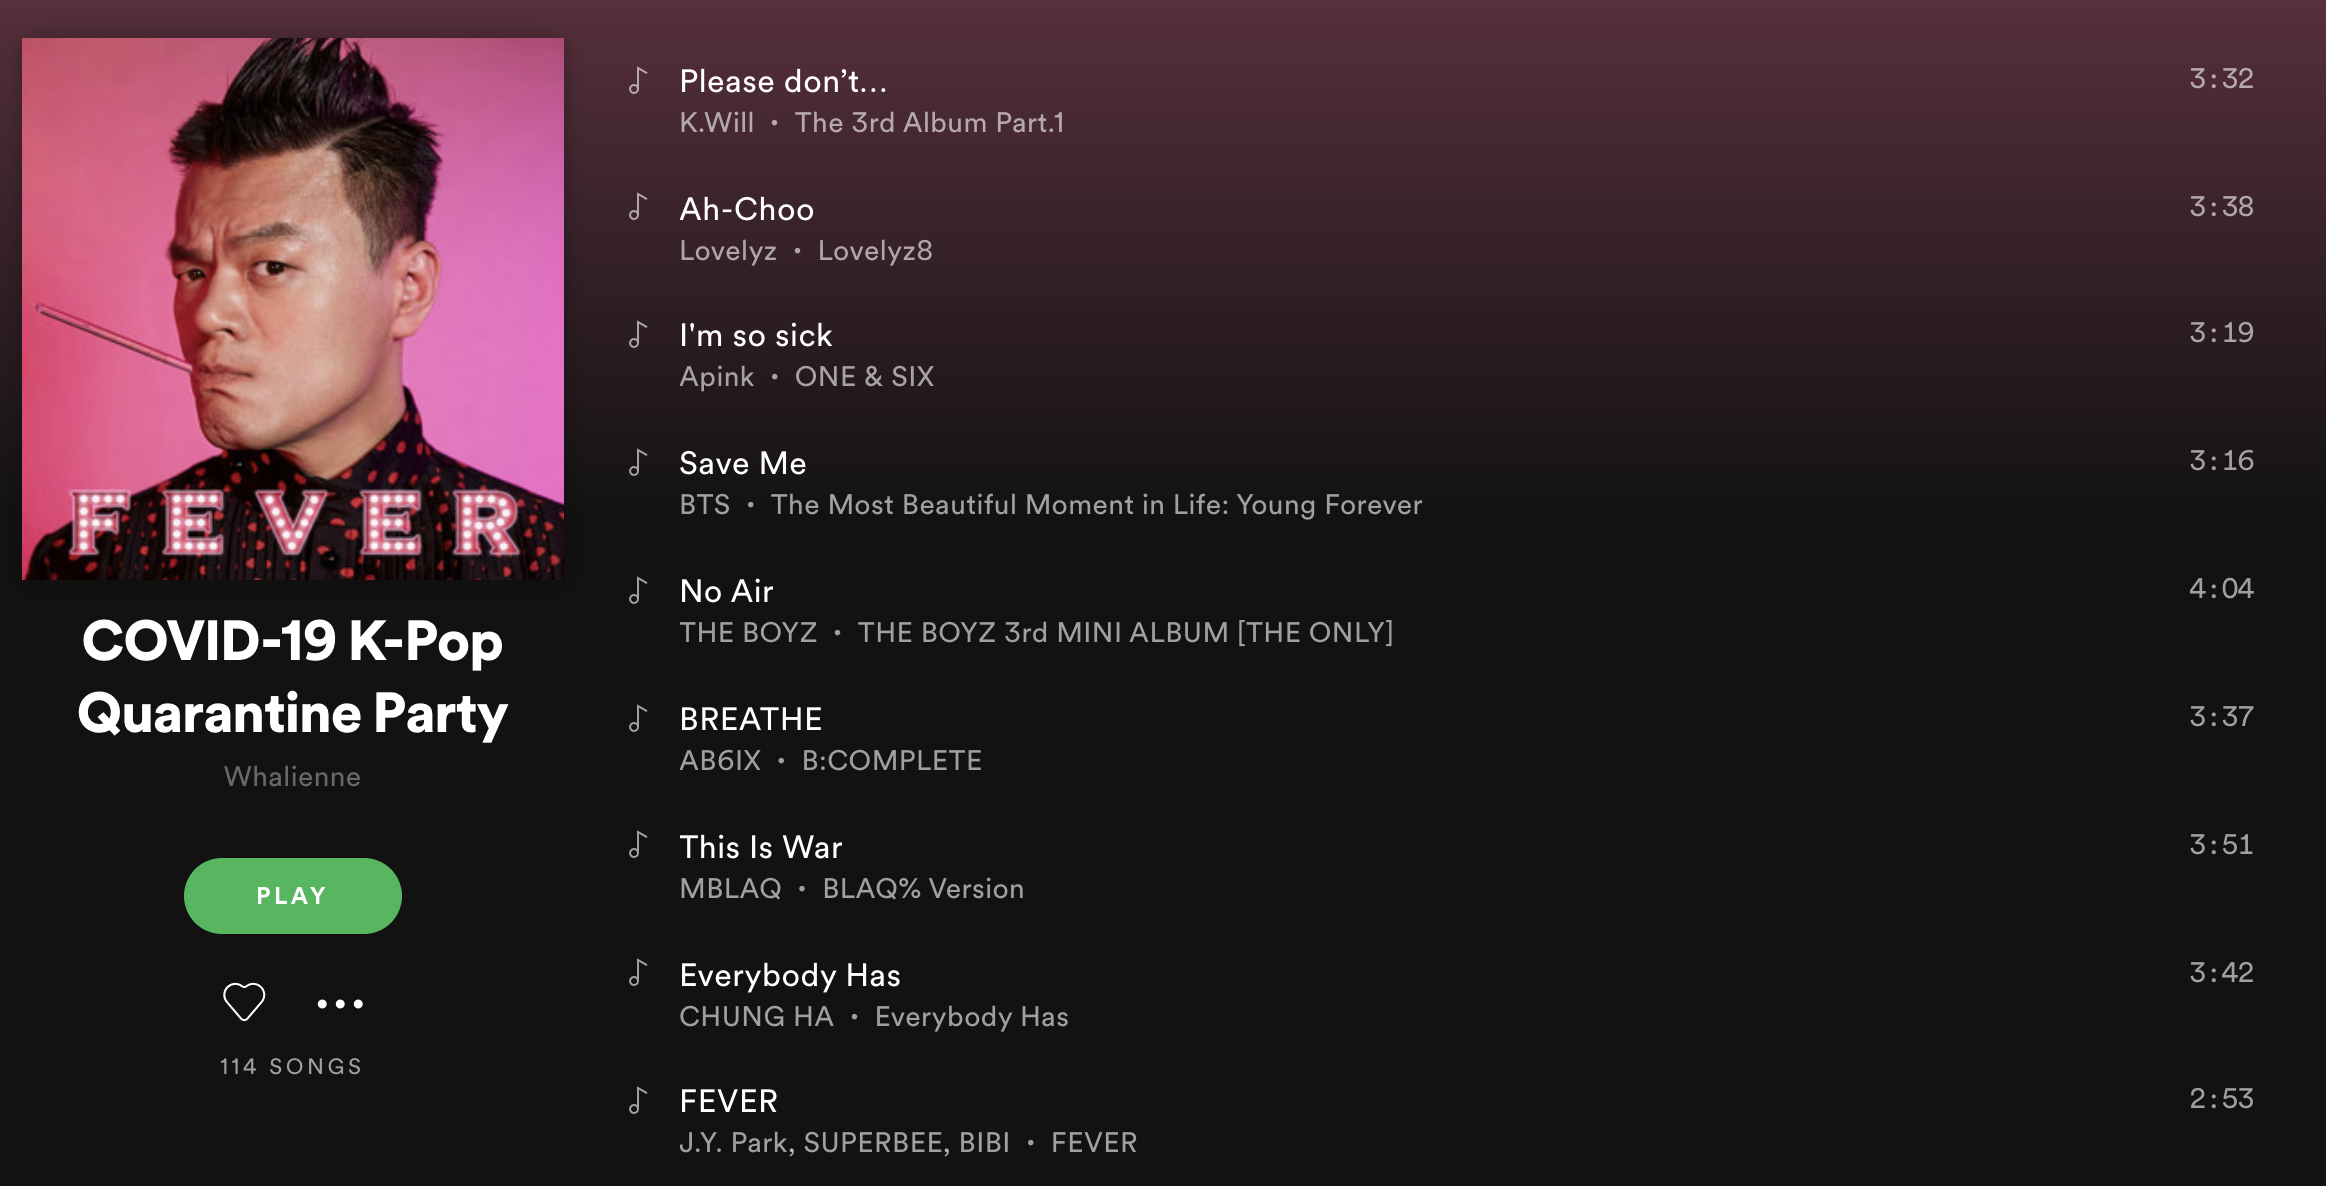 FEVER
COVID-19 K-Pop
Quarantine Party
Whalienne
PLAY
114 SONGS
Please don’t...
3:32
K.Will • The 3rd Album Part.1
Ah-Choo
3:38
Lovelyz • Lovelyz8
I'm so sick
3:19
Apink • ONE & SIX
Save Me
3:16
BTS • The Most Beautiful Moment in Life: Young Forever
No Air
4:04
THE BOYZ • THE BOYZ 3rd MINI ALBUM [THE ONLY]
BREATHE
3:37
AB6IX • B:COMPLETE
This Is War
3:51
MBLAQ • BLAQ% Version
Everybody Has
3:42
CHUNG HA • Everybody Has
FEVER
2:53
J.Y. Park, SUPERBEE, BIBI • FEVER